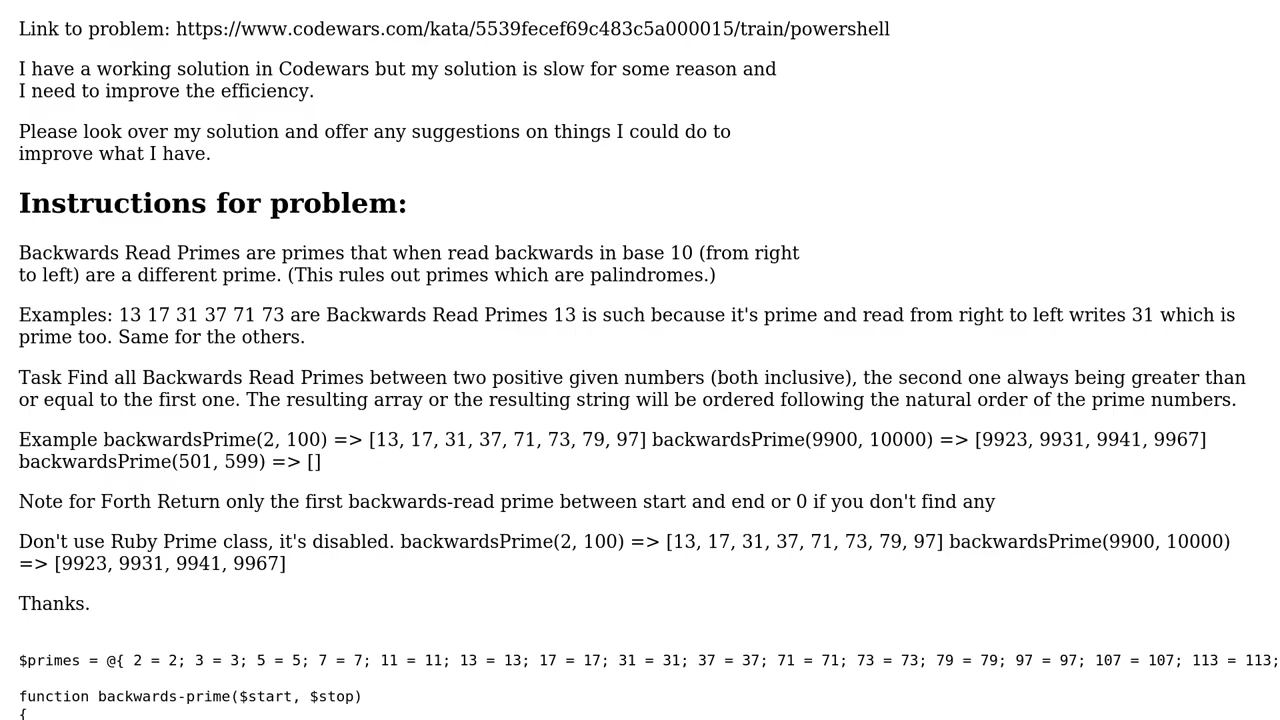 Link to problem: https://www.codewars.com/kata/5539fecef69c483c5a000015/train/powershell
I have a working solution in Codewars but my solution is slow for some reason and
I need to improve the efficiency.
Please look over my solution and offer any suggestions on things I could do to
improve what I have.
Instructions for problem:
Backwards Read Primes are primes that when read backwards in base 10 (from right
to left) are a different prime. (This rules out primes which are palindromes.)
Examples: 13 17 31 37 71 73 are Backwards Read Primes 13 is such because it's prime and read from right to left writes 31 which is
prime too. Same for the others.
Task Find all Backwards Read Primes between two positive given numbers (both inclusive), the second one always being greater than
or equal to the first one. The resulting array or the resulting string will be ordered following the natural order of the prime numbers.
Example backwardsPrime(2, 100) => [13, 17, 31, 37, 71, 73, 79, 97] backwardsPrime(9900, 10000) => [9923, 9931, 9941, 9967]
backwardsPrime(501, 599) => []
Note for Forth Return only the first backwards-read prime between start and end or 0 if you don't find any
Don't use Ruby Prime class, it's disabled. backwardsPrime(2, 100) => [13, 17, 31, 37, 71, 73, 79, 97] backwardsPrime(9900, 10000)
=> [9923, 9931, 9941, 9967]
Thanks.
$primes = @{ 2 = 2; 3 = 3; 5 = 5; 7 = 7; 11 = 11; 13 = 13; 17 = 17; 31 = 31; 37 = 37; 71 = 71; 73 = 73; 79 = 79; 97 = 97; 107 = 107; 113 = 113;
function backwards-prime($start, $stop)
{